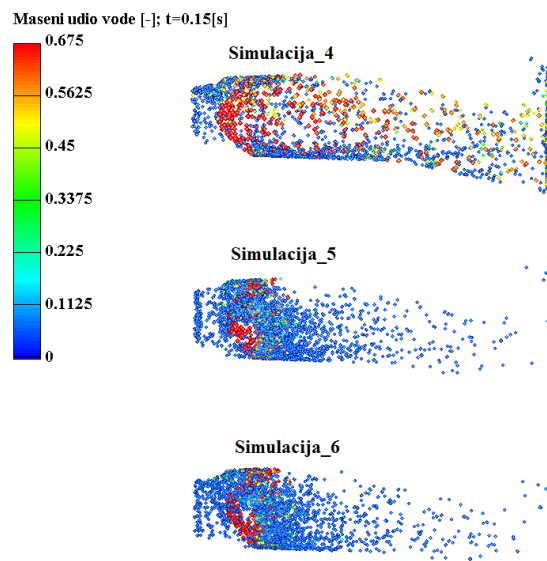 Maseni udio vode [-]; t=0.15[s]
0.675
0.5625
0.45
0.3375
0.225
0.1125
0
Simulacija_4
Simulacija_5
Simulacija_6